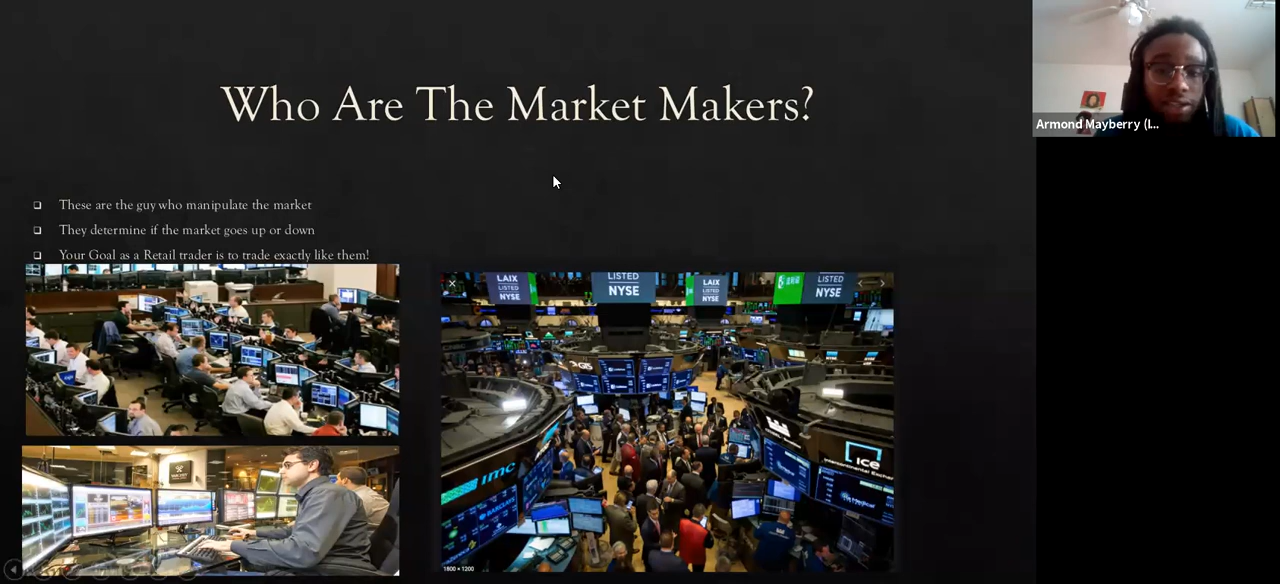 Who Are The Market Makers?
Armond Mayberry (I...
These are the guy who manipulate the market
They determine if the market goes up or down
Your Goal as a Retail trader is to trade exactly like them!
LAIX
LISTED
NYSE
LISTED
NYSE
LAIX
LISTED
NYSE
LISTED
NYSE
GIS
imc
BARCLAYS
ice
1800 × 1200